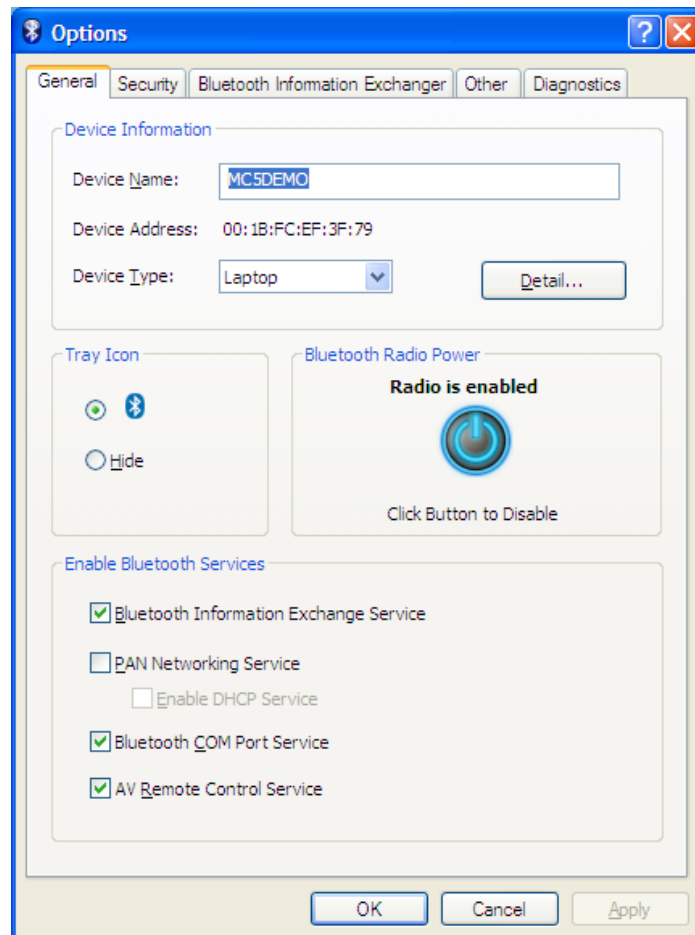 Options
General Security Bluetooth Information Exchanger Other Diagnostics
Device Information
Device Name: MC5DEMO
Device Address: 00:1B:FC:EF:3F:79
Device Type: Laptop Detail...
Tray Icon
Hide
Bluetooth Radio Power
Radio is enabled
Click Button to Disable
Enable Bluetooth Services
Bluetooth Information Exchange Service
PAN Networking Service
Enable DHCP Service
Bluetooth COM Port Service
AV Remote Control Service
OK Cancel Apply